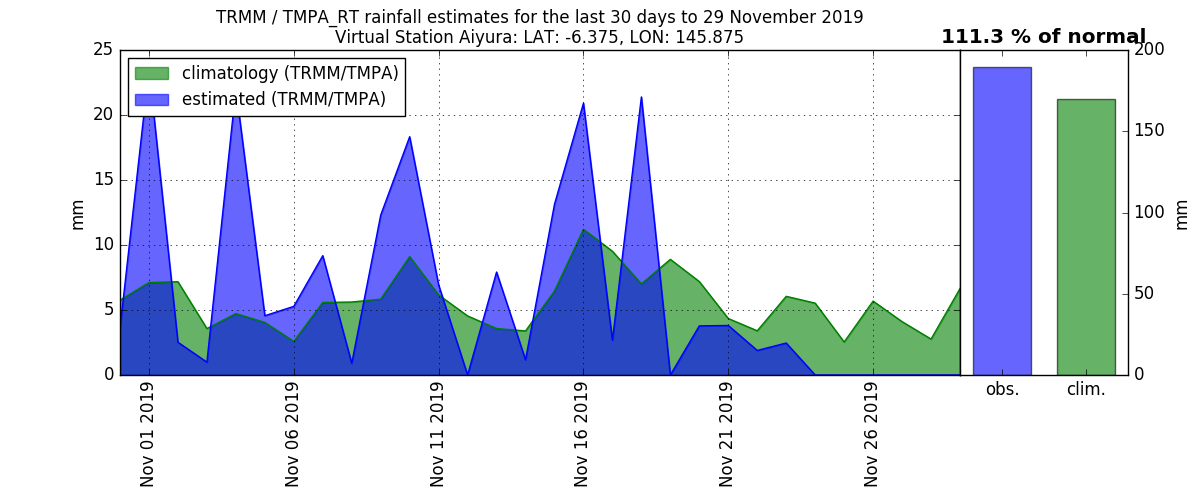 TRMM / TMPA_RT rainfall estimates for the last 30 days to 29 November 2019
Virtual Station Aiyura: LAT: -6.375, LON: 145.875
111.3 % of normal
climatology (TRMM/TMPA)
estimated (TRMM/TMPA)
25
20
15
10
5
0
mm
200
150
100
50
0
mm
Nov 01 2019
Nov 06 2019
Nov 11 2019
Nov 16 2019
Nov 21 2019
Nov 26 2019
obs.
clim.